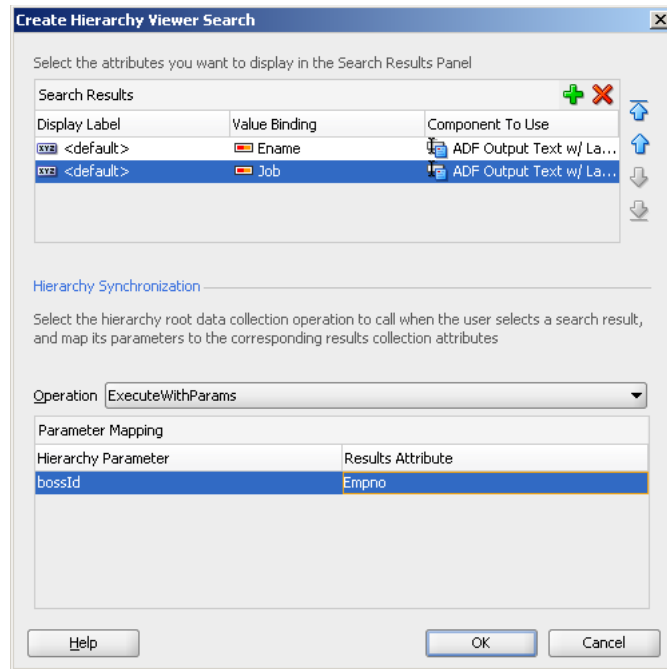 Create Hierarchy Viewer Search
Select the attributes you want to display in the Search Results Panel
Search Results
Display Label Value Binding Component To Use
xyz <default> Ename ADF Output Text w/ La...
xyz <default> Job ADF Output Text w/ La...
Hierarchy Synchronization
Select the hierarchy root data collection operation to call when the user selects a search result,
and map its parameters to the corresponding results collection attributes
Operation ExecuteWithParams
Parameter Mapping
Hierarchy Parameter Results Attribute
bossId Empno
Help OK Cancel